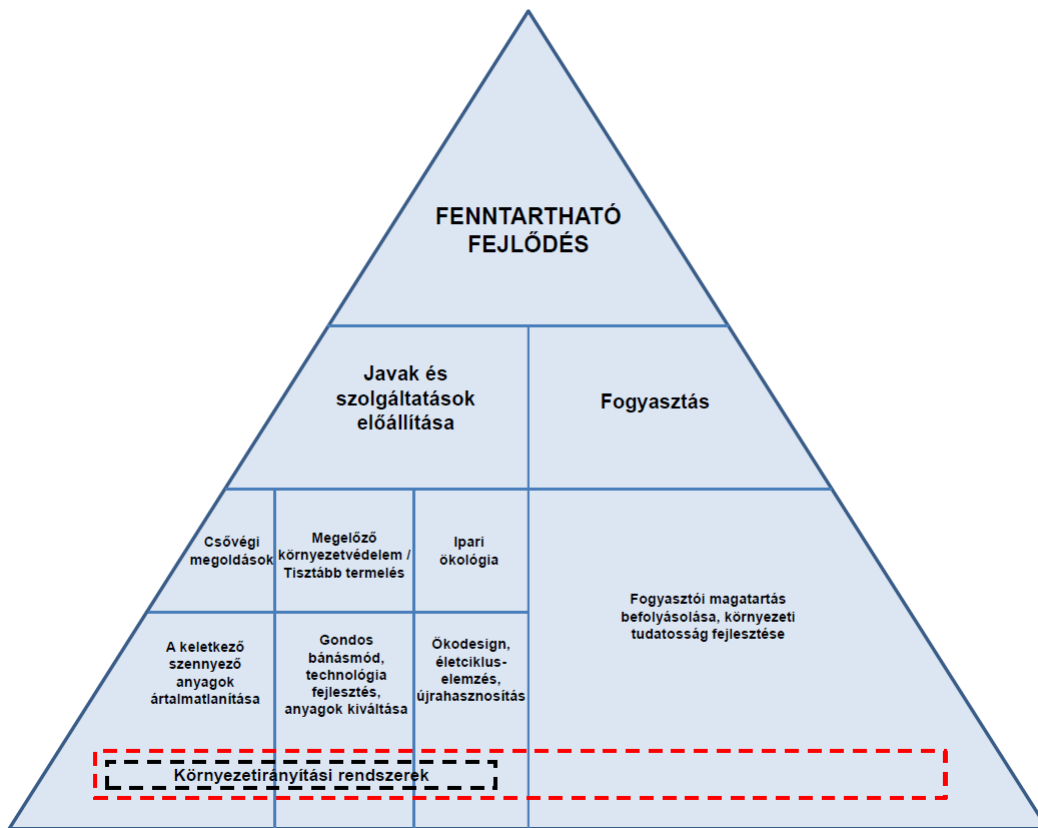 FENNTARTHATÓ
FEJLŐDÉS
Javak és
szolgáltatások
előállítása
Fogyasztás
Csővégi
megoldások
Megelőző
környezetvédelem /
Tisztább termelés
Ipari
ökológia
Fogyasztói magatartás
befolyásolása, környezeti
tudatosság fejlesztése
A keletkező
szennyező
anyagok
ártalmatlanítása
Gondos
bánásmód,
technológia
fejlesztés,
anyagok kiváltása
Ökodesign,
életciklus-
elemzés,
újrahasznosítás
Környezetirányítási rendszerek